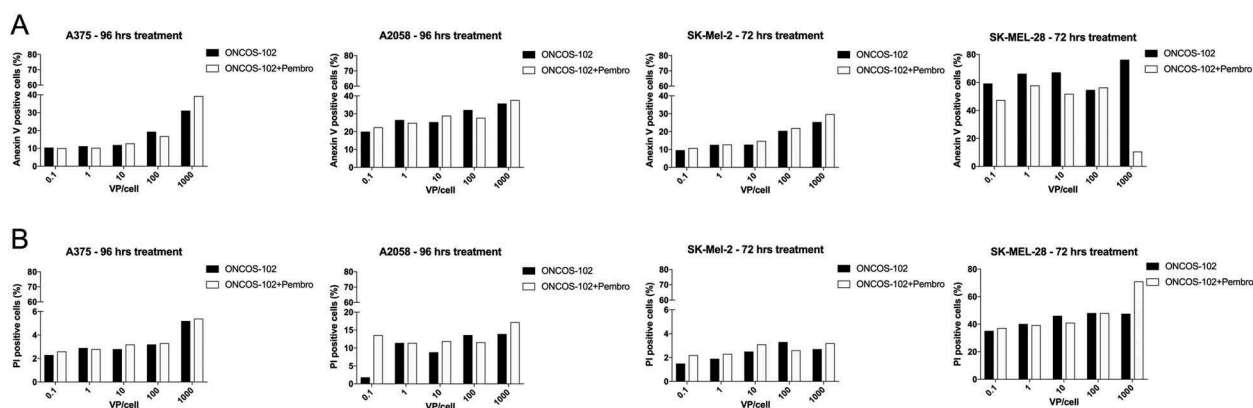 A
A375 - 96 hrs treatment
Anexin V positive cells (%)
80
70
60
40
30
20
10
0
0.1
1
10
100
1000
VP/cell
ONCOS-102
ONCOS-102+Pembro
A2058 - 96 hrs treatment
Anexin V positive cells (%)
80
70
60
40
30
20
10
0
0.1
1
10
100
1000
VP/cell
ONCOS-102
ONCOS-102+Pembro
SK-Mel-2 - 72 hrs treatment
Anexin V positive cells (%)
80
70
60
40
30
20
10
0
0.1
1
10
100
1000
VP/cell
ONCOS-102
ONCOS-102+Pembro
SK-MEL-28 - 72 hrs treatment
Anexin V positive cells (%)
80
60
40
20
0
0.1
1
10
100
1000
VP/cell
ONCOS-102
ONCOS-102+Pembro
B
A375 - 96 hrs treatment
PI positive cells (%)
80
70
60
6
4
2
0
0.1
1
10
100
1000
VP/cell
ONCOS-102
ONCOS-102+Pembro
A2058 - 96 hrs treatment
PI positive cells (%)
80
70
60
20
15
10
5
0
0.1
1
10
100
1000
VP/cell
ONCOS-102
ONCOS-102+Pembro
SK-Mel-2 - 72 hrs treatment
PI positive cells (%)
80
70
60
6
4
2
0
0.1
1
10
100
1000
VP/cell
ONCOS-102
ONCOS-102+Pembro
SK-MEL-28 - 72 hrs treatment
PI positive cells (%)
80
60
40
20
0
0.1
1
10
100
1000
VP/cell
ONCOS-102
ONCOS-102+Pembro